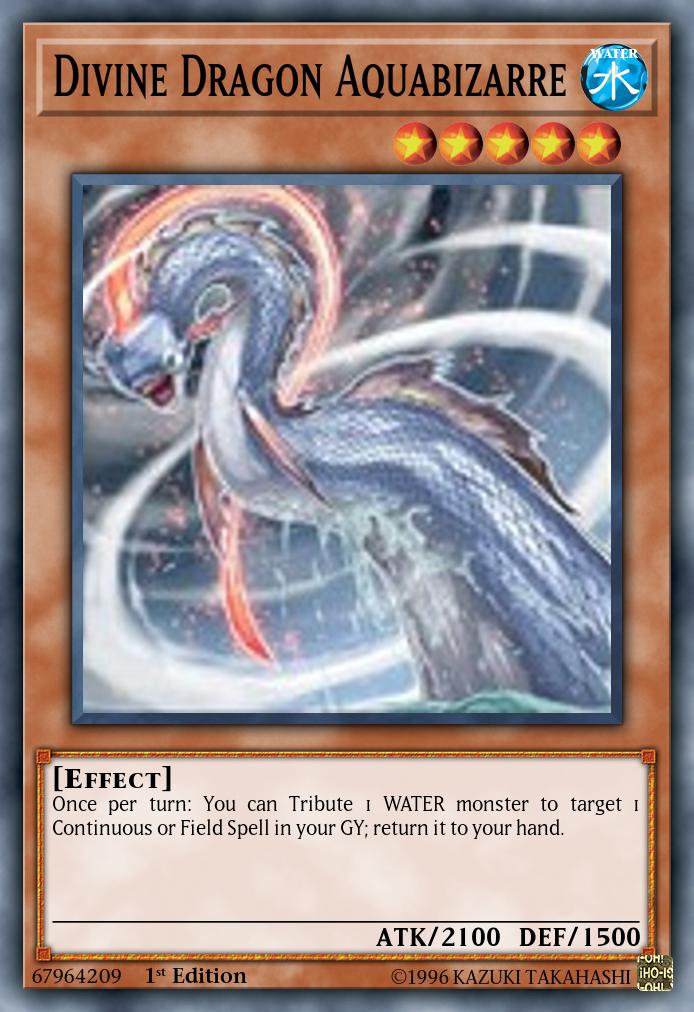 Divine Dragon Aquabizarre
WATER
水
[Effect]
Once per turn: You can Tribute 1 WATER monster to target 1
Continuous or Field Spell in your GY; return it to your hand.
ATK/2100 DEF/1500
67964209 1st Edition ©1996 KAZUKI TAKAHASHI